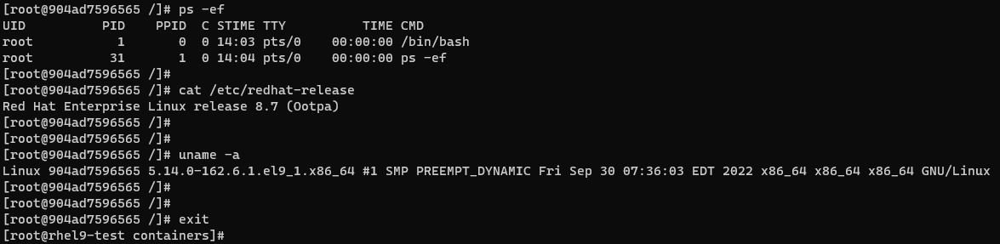 [root@904ad7596565 /]# ps -ef
UID          PID    PPID  C STIME TTY          TIME CMD
root           1       0  0 14:03 pts/0    00:00:00 /bin/bash
root          31       1  0 14:04 pts/0    00:00:00 ps -ef
[root@904ad7596565 /]#
[root@904ad7596565 /]# cat /etc/redhat-release
Red Hat Enterprise Linux release 8.7 (Ootpa)
[root@904ad7596565 /]#
[root@904ad7596565 /]#
[root@904ad7596565 /]# uname -a
Linux 904ad7596565 5.14.0-162.6.1.el9_1.x86_64 #1 SMP PREEMPT_DYNAMIC Fri Sep 30 07:36:03 EDT 2022 x86_64 x86_64 x86_64 GNU/Linux
[root@904ad7596565 /]#
[root@904ad7596565 /]#
[root@904ad7596565 /]# exit
[root@rhel9-test containers]#